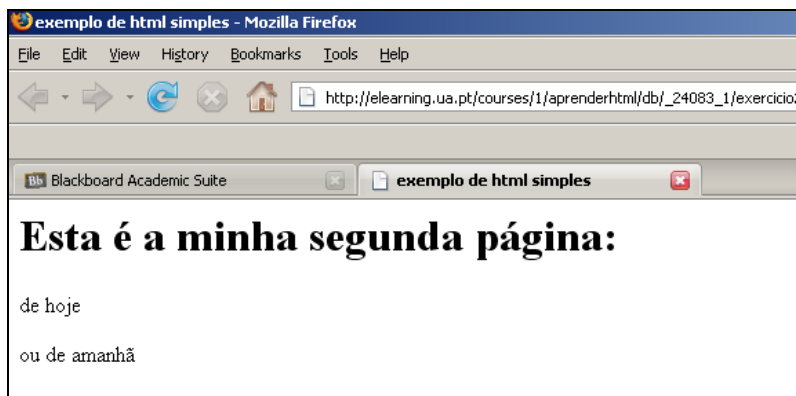 exemplo de html simples - Mozilla Firefox
File Edit View History Bookmarks Tools Help
http://elearning.ua.pt/courses/1/aprenderhtml/db/_24083_1/exercicio2
Bb Blackboard Academic Suite exemplo de html simples
Esta é a minha segunda página:
de hoje
ou de amanhã